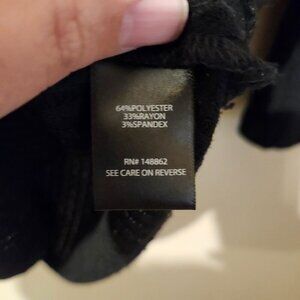 64%POLYESTER
33%RAYON
3%SPANDEX
RN# 148862
SEE CARE ON REVERSE